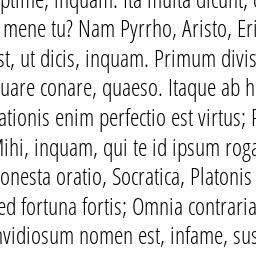 ptime, inquam. Ita multa dicunt,
mene tu? Nam Pyrrho, Aristo, Eri
st, ut dicis, inquam. Primum divis
uare conare, quaeso. Itaque ab h
ationis enim perfectio est virtus; P
Mihi, inquam, qui te id ipsum roga
onesta oratio, Socratica, Platonis
ed fortuna fortis; Omnia contraria
nvidiosum nomen est, infame, sus